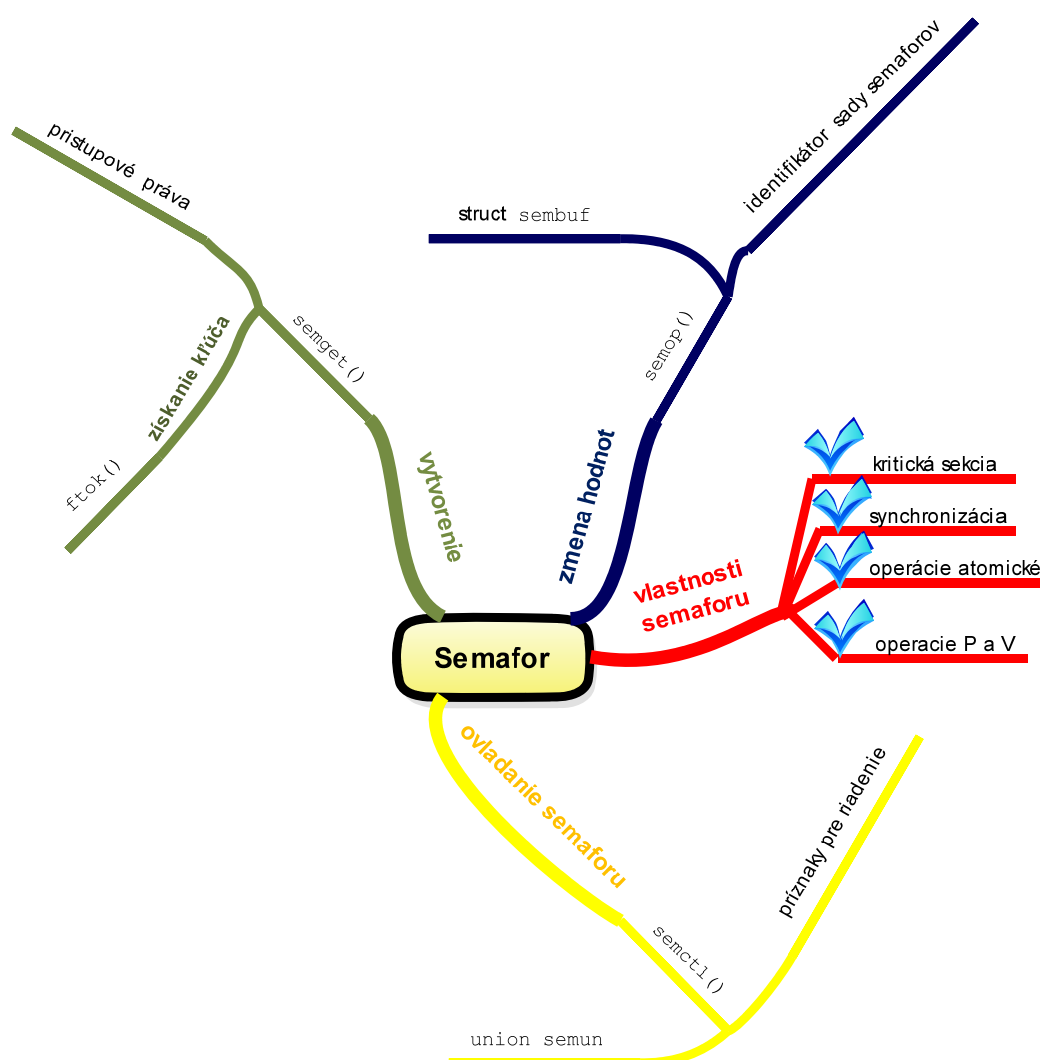 identifikátor sady semaforov
pristupové práva
struct sembuf
semget()
semop()
získanie kľúča
ftok()
vytvorenie
zmena hodnot
kritická sekcia
synchronizácia
operácie atomické
vlastnosti
semaforu
operacie P a V
Semafor
ovladanie semaforu
príznaky pre riadenie
semctl()
union semun